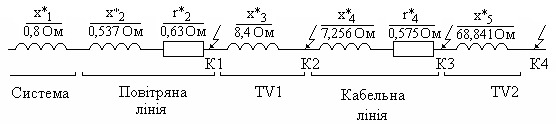 x*1 x*2 r*2 x*3 x*4 r*4 x*5
0,8 Ом 0,537 Ом 0,63 Ом 8,4 Ом 7,256 Ом 0,575 Ом 68,841 Ом
К1 К2 К3 К4
Система Повітряна лінія TV1 Кабельна лінія TV2